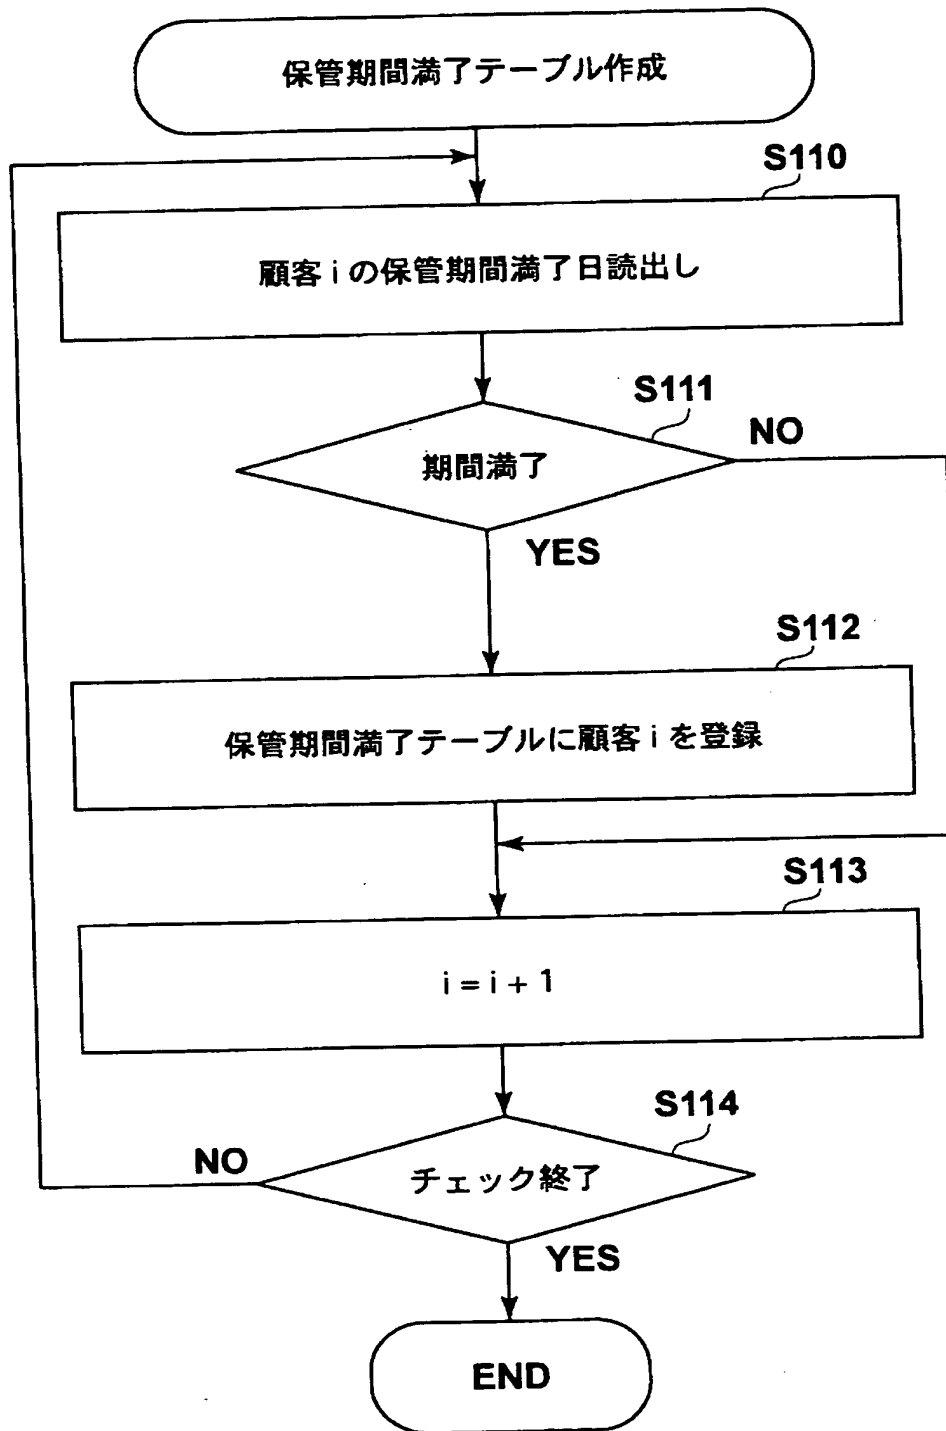 保管期間満了テーブル作成
S110
顧客iの保管期間満了日読出し
S111
NO
期間満了
YES
S112
保管期間満了テーブルに顧客iを登録
S113
i = i + 1
S114
NO
チェック終了
YES
END